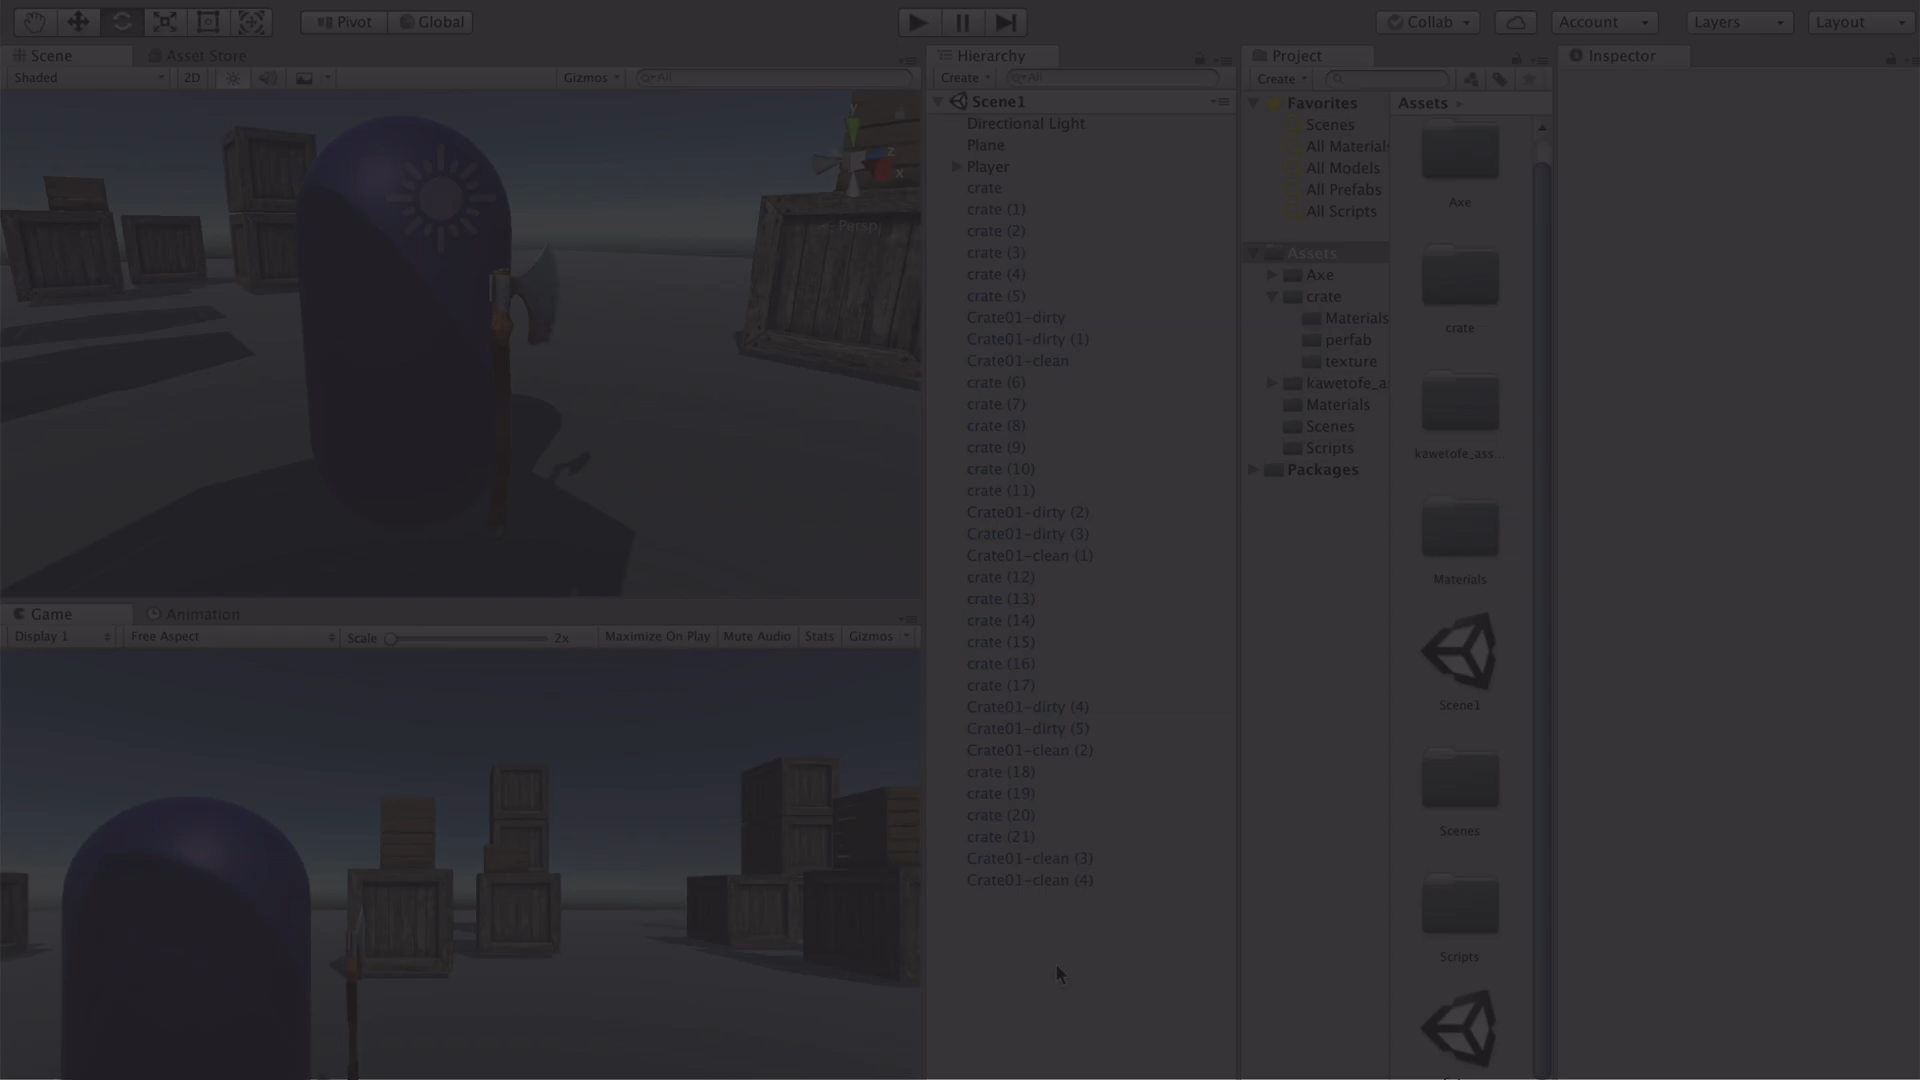 Pivot
Global
Collab
Account
Layers
Layout
Scene
Asset Store
Shaded
2D
Gizmos
All
y
z
x
Persp
Game
Animation
Display 1
Free Aspect
Scale
2x
Maximize On Play
Mute Audio
Stats
Gizmos
Hierarchy
Create
All
Scene1
Directional Light
Plane
Player
crate
crate (1)
crate (2)
crate (3)
crate (4)
crate (5)
Crate01-dirty
Crate01-dirty (1)
Crate01-clean
crate (6)
crate (7)
crate (8)
crate (9)
crate (10)
crate (11)
Crate01-dirty (2)
Crate01-dirty (3)
Crate01-clean (1)
crate (12)
crate (13)
crate (14)
crate (15)
crate (16)
crate (17)
Crate01-dirty (4)
Crate01-dirty (5)
Crate01-clean (2)
crate (18)
crate (19)
crate (20)
crate (21)
Crate01-clean (3)
Crate01-clean (4)
Project
Create
Favorites
Scenes
All Materials
All Models
All Prefabs
All Scripts
Assets
Axe
crate
Materials
perfab
texture
kawetofe_as
Materials
Scenes
Scripts
Packages
Assets
Axe
crate
kawetofe_ass...
Materials
Scene1
Scenes
Scripts
Inspector